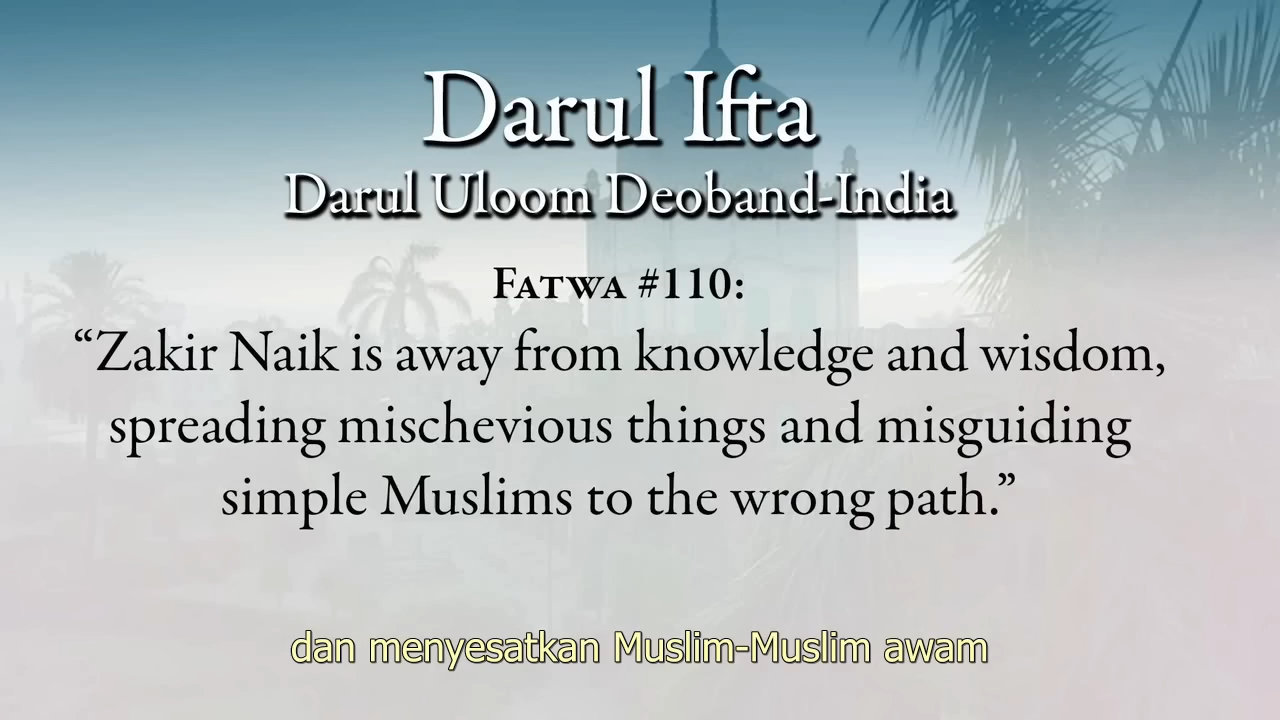 Darul Ifta
Darul Uloom Deoband-India
Fatwa #110:
“Zakir Naik is away from knowledge and wisdom,
spreading mischevious things and misguiding
simple Muslims to the wrong path.”
dan menyesatkan Muslim-Muslim awam